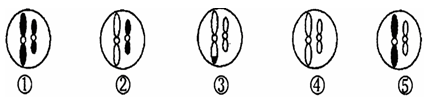 ① ② ③ ④ ⑤